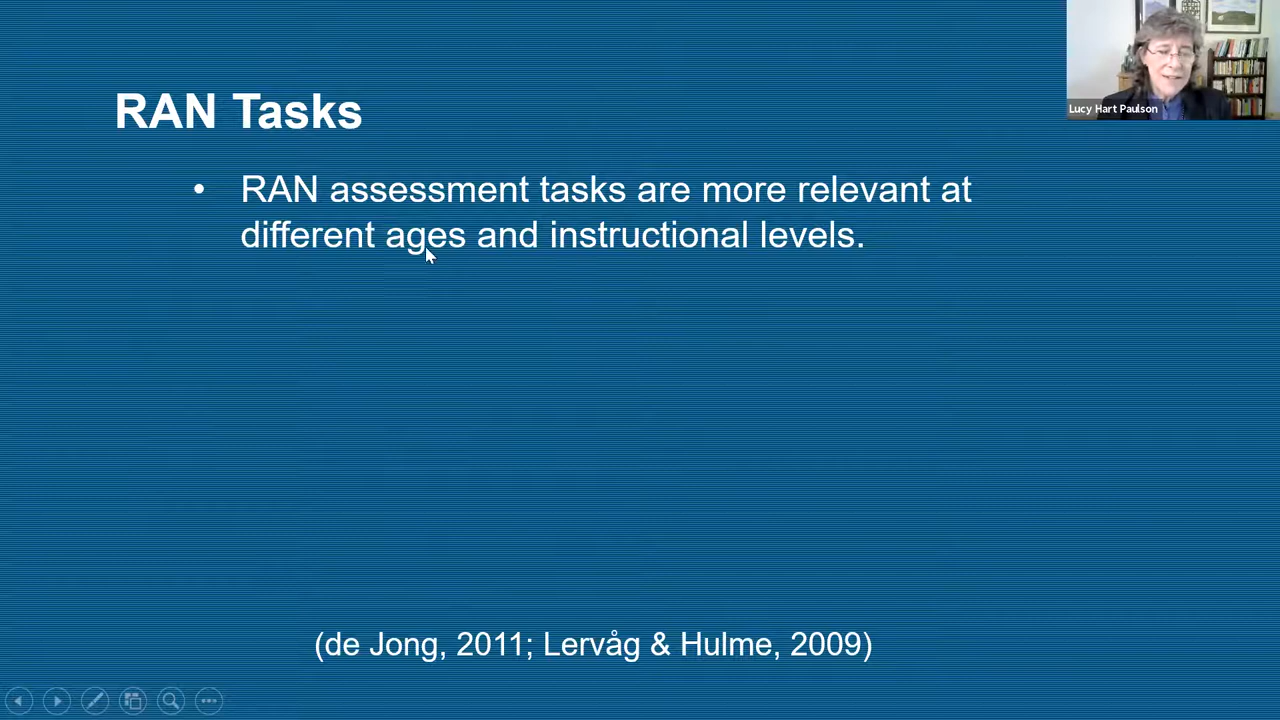 Lucy Hart Paulson
RAN Tasks
• RAN assessment tasks are more relevant at
different ages and instructional levels.
(de Jong, 2011; Lervåg & Hulme, 2009)